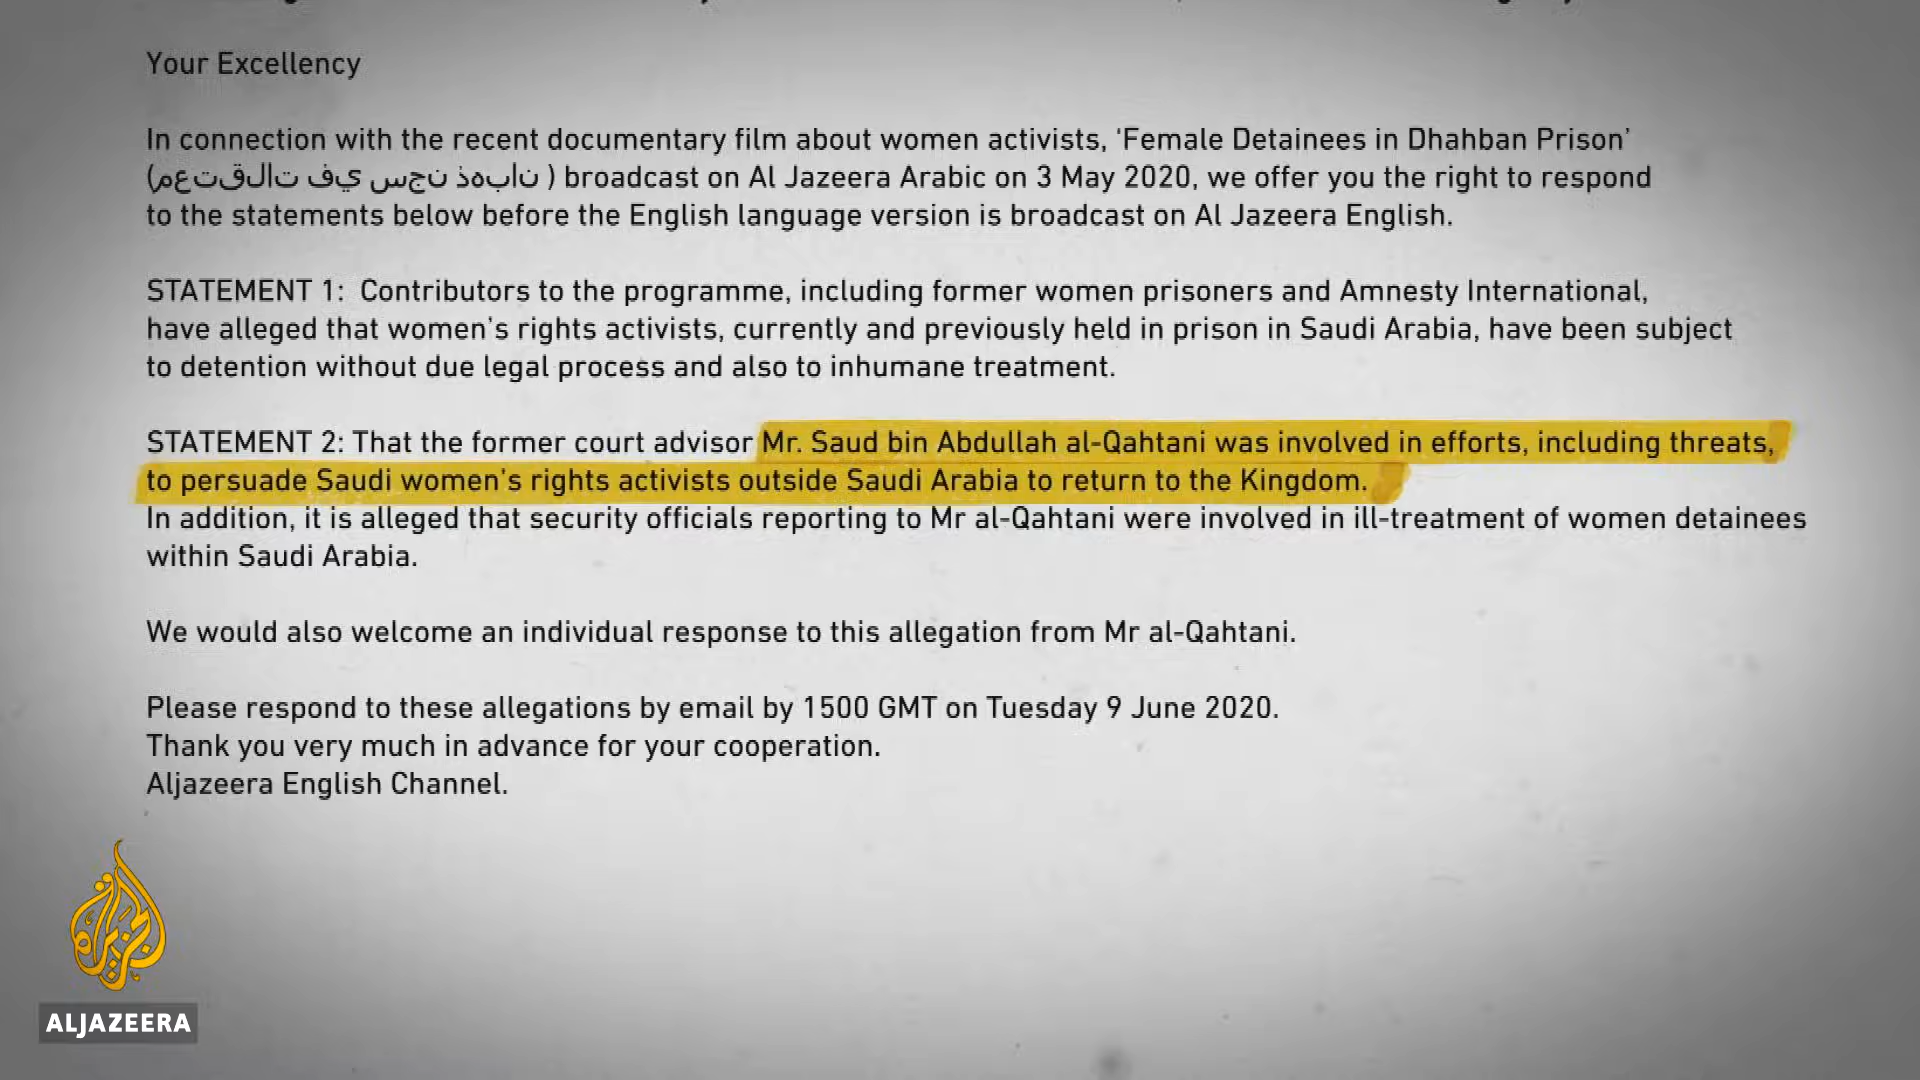 Your Excellency
In connection with the recent documentary film about women activists, ‘Female Detainees in Dhahban Prison’
(نابهذ نجس يف تالقتعم ) broadcast on Al Jazeera Arabic on 3 May 2020, we offer you the right to respond
to the statements below before the English language version is broadcast on Al Jazeera English.
STATEMENT 1: Contributors to the programme, including former women prisoners and Amnesty International,
have alleged that women's rights activists, currently and previously held in prison in Saudi Arabia, have been subject
to detention without due legal process and also to inhumane treatment.
STATEMENT 2: That the former court advisor Mr. Saud bin Abdullah al-Qahtani was involved in efforts, including threats,
to persuade Saudi women's rights activists outside Saudi Arabia to return to the Kingdom.
In addition, it is alleged that security officials reporting to Mr al-Qahtani were involved in ill-treatment of women detainees
within Saudi Arabia.
We would also welcome an individual response to this allegation from Mr al-Qahtani.
Please respond to these allegations by email by 1500 GMT on Tuesday 9 June 2020.
Thank you very much in advance for your cooperation.
Aljazeera English Channel.
الجزيرة
ALJAZEERA